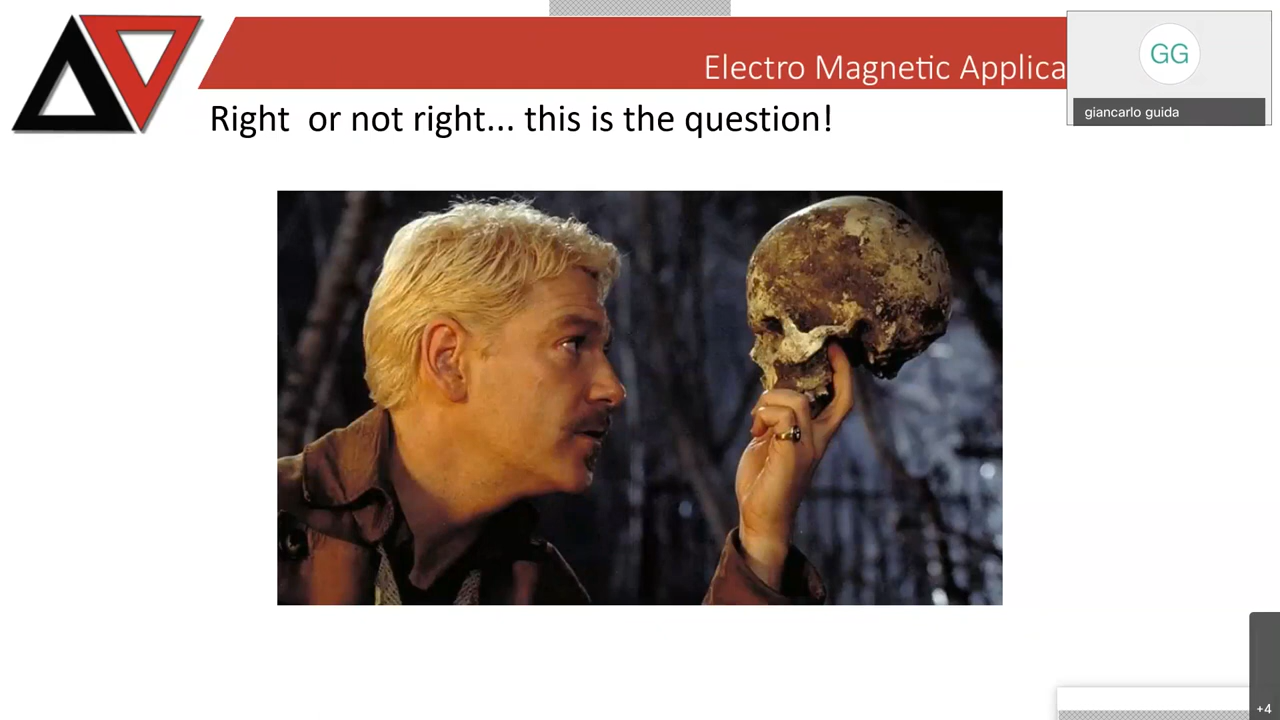 Electro Magnetic Applica
GG
giancarlo guida
Right  or not right... this is the question!
+4